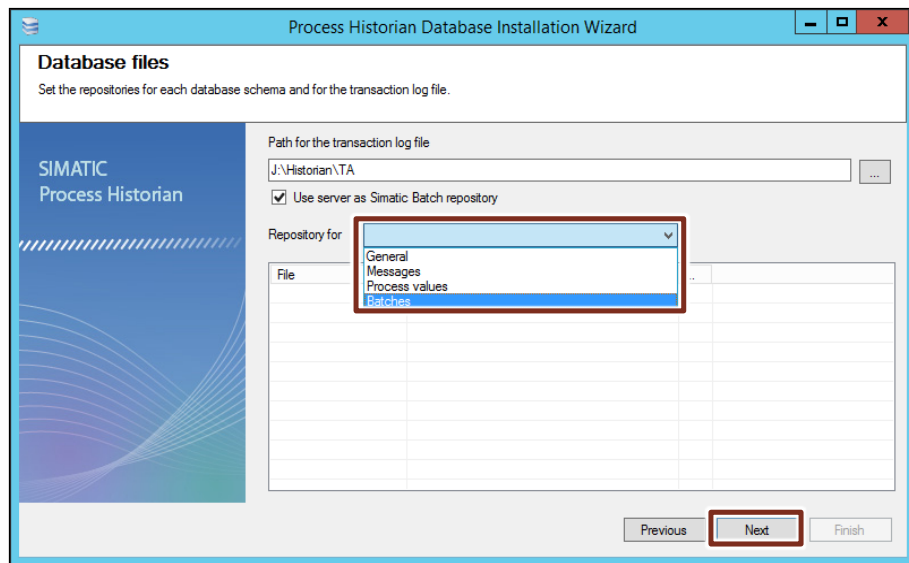 Process Historian Database Installation Wizard
Database files
Set the repositories for each database schema and for the transaction log file.
SIMATIC
Process Historian
Path for the transaction log file
J:\Historian\TA
...
Use server as Simatic Batch repository
Repository for
General
Messages
Process values
Batches
File
..
Previous
Next
Finish